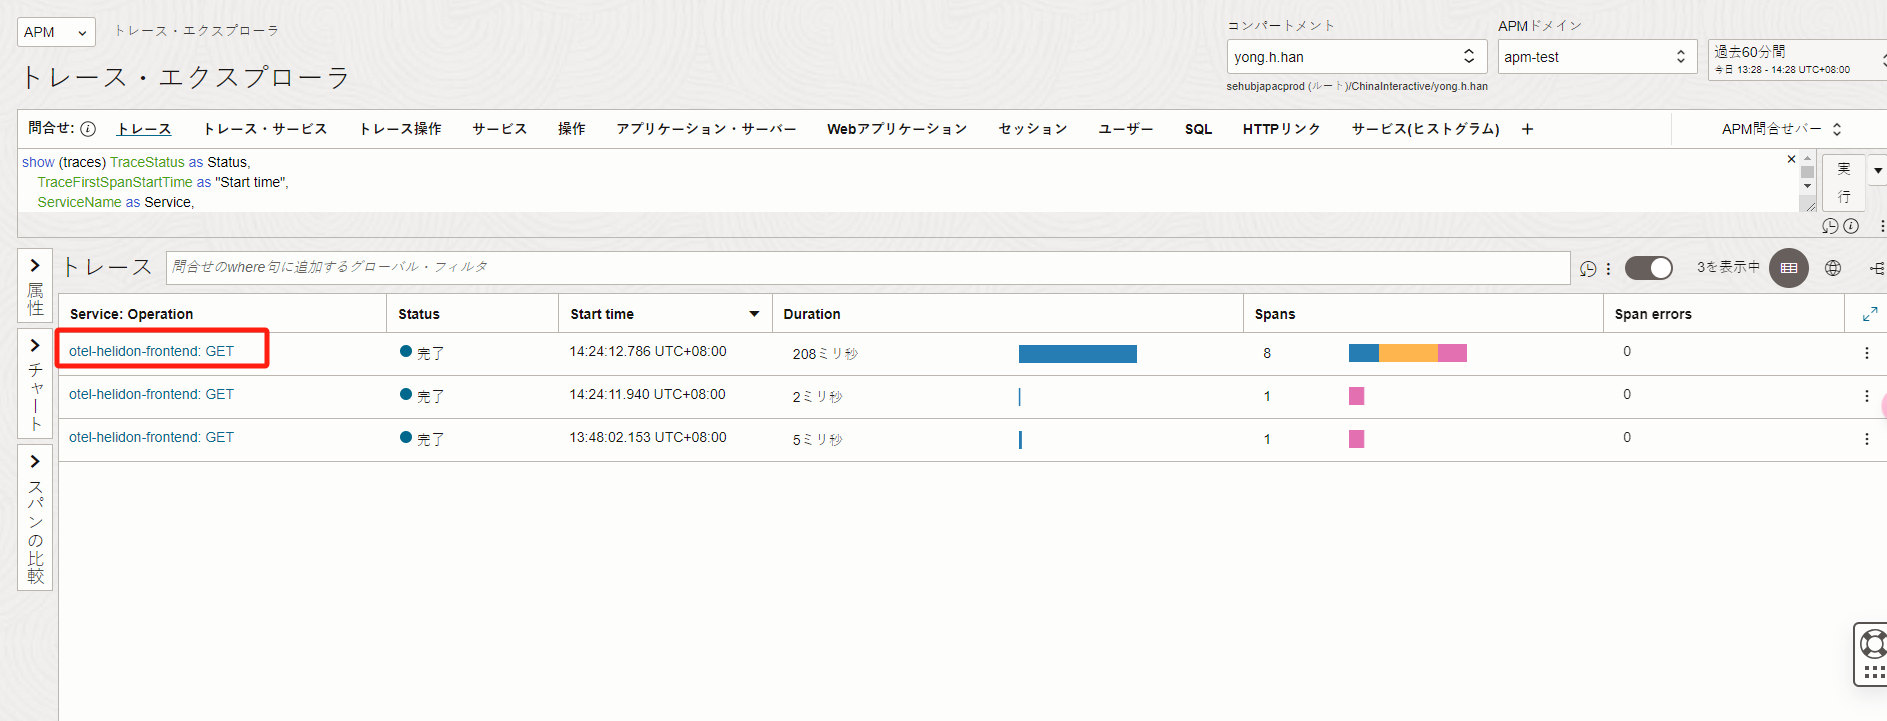 APM
トレース・エクスプローラ
コンパートメント
APMドメイン
トレース・エクスプローラ
yong.h.han
apm-test
過去60分間
今日 13:28 - 14:28 UTC+08:00
sehubjapacprod (ルート)/ChinaInteractive/yong.h.han
問合せ: トレース トレース・サービス トレース操作 サービス 操作 アプリケーション・サーバー Webアプリケーション セッション ユーザー SQL HTTPリンク サービス(ヒストグラム) + APM問合せバー
show (traces) TraceStatus as Status,
TraceFirstSpanStartTime as "Start time",
ServiceName as Service,
実行
トレース 問合せのwhere句に追加するグローバル・フィルタ 3を表示中
属性
チャート
スパンの比較
Service: Operation Status Start time Duration Spans Span errors
otel-helidon-frontend: GET 完了 14:24:12.786 UTC+08:00 208ミリ秒 8 0
otel-helidon-frontend: GET 完了 14:24:11.940 UTC+08:00 2ミリ秒 1 0
otel-helidon-frontend: GET 完了 13:48:02.153 UTC+08:00 5ミリ秒 1 0